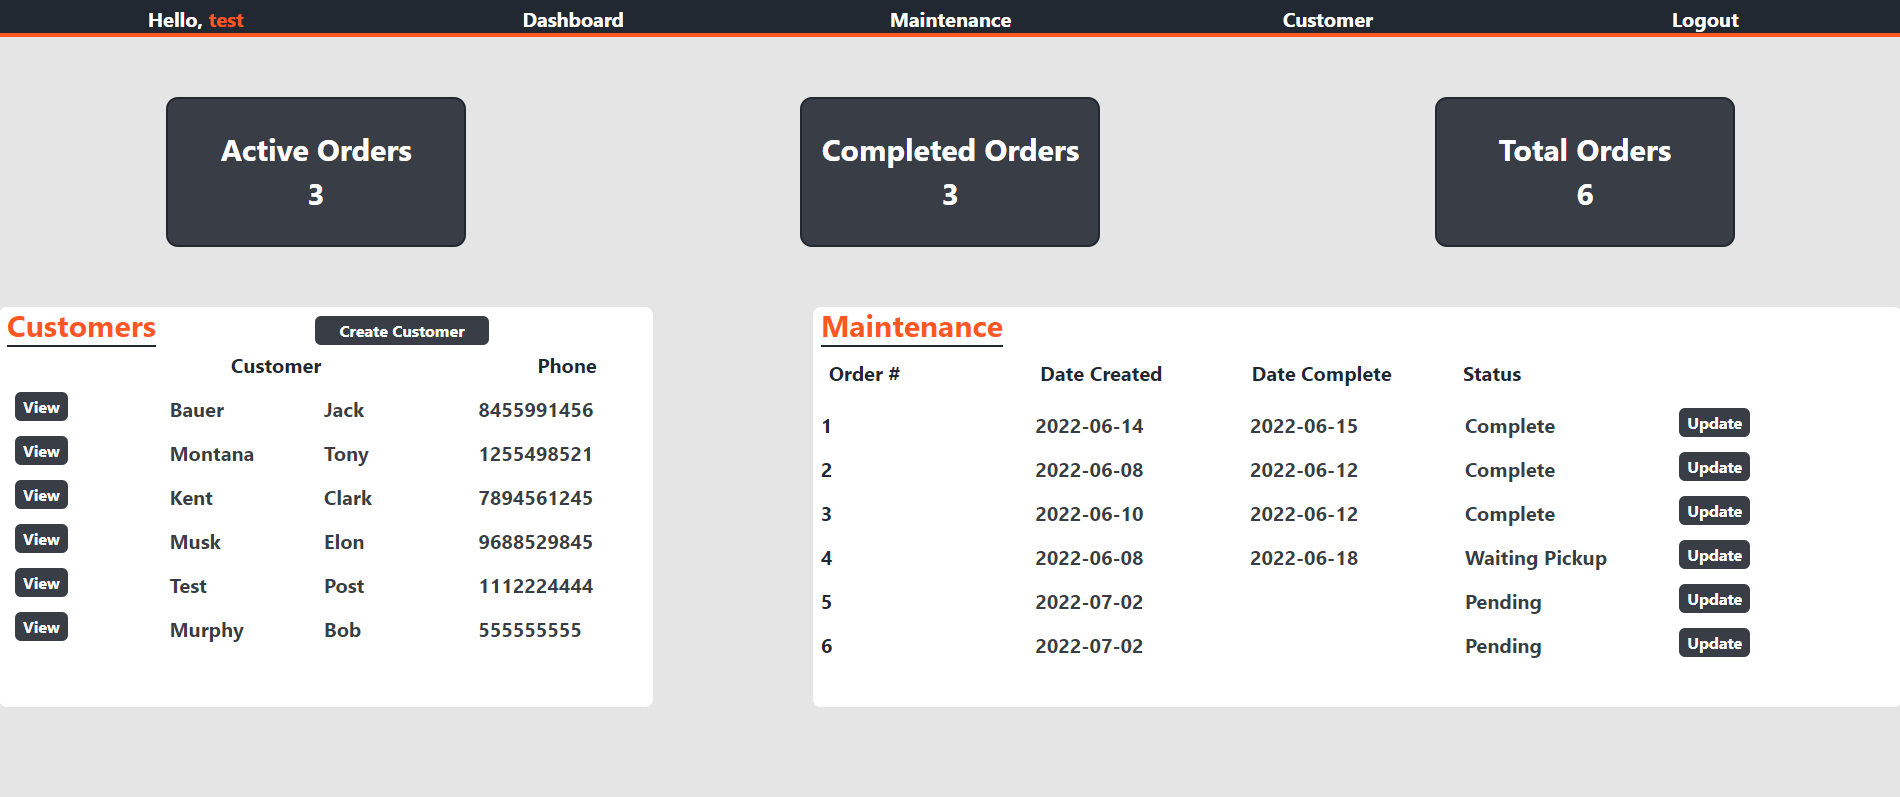 Hello, test Dashboard Maintenance Customer Logout
Active Orders
3
Completed Orders
3
Total Orders
6
Customers Create Customer
Customer Phone
View Bauer Jack 8455991456
View Montana Tony 1255498521
View Kent Clark 7894561245
View Musk Elon 9688529845
View Test Post 1112224444
View Murphy Bob 555555555
Maintenance
Order # Date Created Date Complete Status
1 2022-06-14 2022-06-15 Complete Update
2 2022-06-08 2022-06-12 Complete Update
3 2022-06-10 2022-06-12 Complete Update
4 2022-06-08 2022-06-18 Waiting Pickup Update
5 2022-07-02 Pending Update
6 2022-07-02 Pending Update